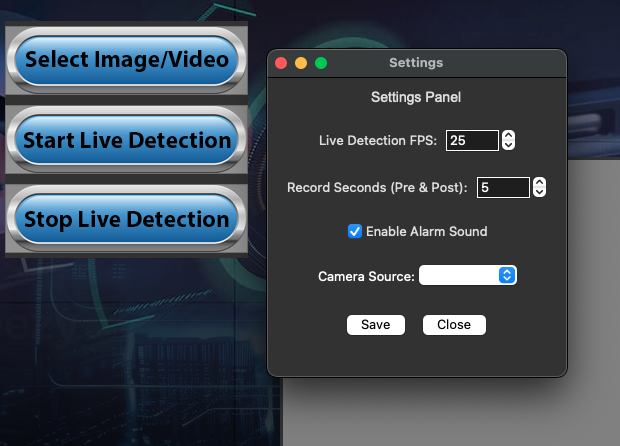 Select Image/Video
Start Live Detection
Stop Live Detection
Settings
Settings Panel
Live Detection FPS: 25
Record Seconds (Pre & Post): 5
Enable Alarm Sound
Camera Source:
Save Close